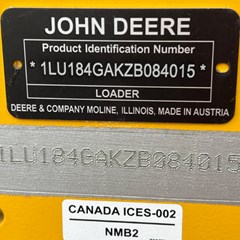 JOHN DEERE
Product Identification Number
*1LU184GAKZB084015*
LOADER
DEERE & COMPANY MOLINE, ILLINOIS, MADE IN AUSTRIA
1LU184GAKZB084015
CANADA ICES-002
NMB2